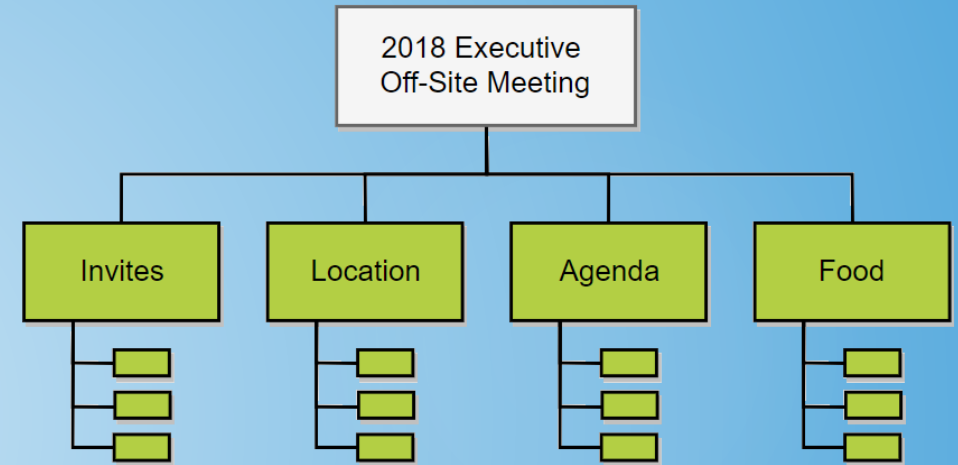 2018 Executive
Off-Site Meeting
Invites
Location
Agenda
Food